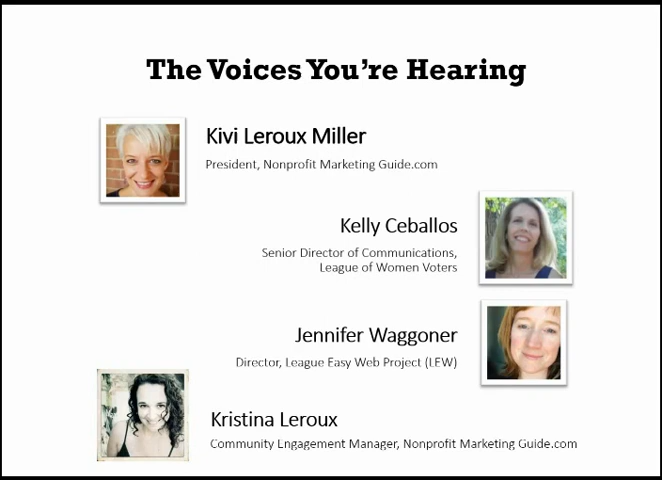 The Voices You're Hearing
Kivi Leroux Miller
President, Nonprofit Marketing Guide.com
Kelly Ceballos
Senior Director of Communications,
League of Women Voters
Jennifer Waggoner
Director, League Easy Web Project (LEW)
Kristina Leroux
Community Engagement Manager, Nonprofit Marketing Guide.com